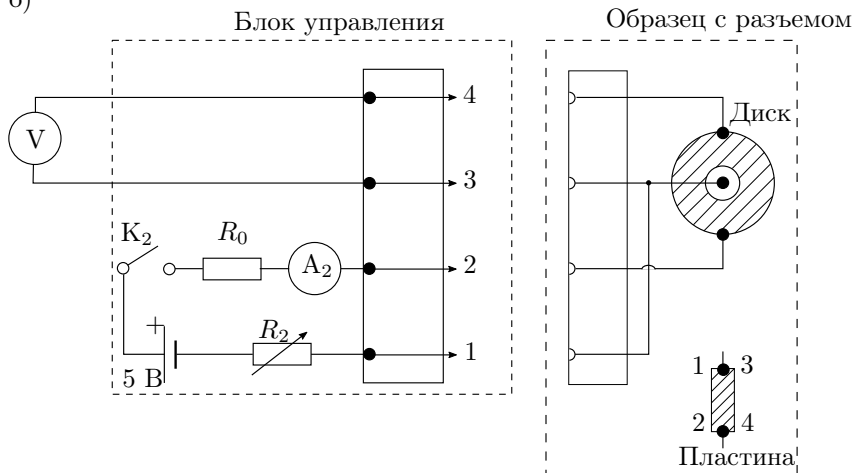 б)
Блок управления
Образец с разъемом
V
4
3
2
1
K₂
R₀
A₂
+
5 В
R₂
Диск
1 3
2 4
Пластина